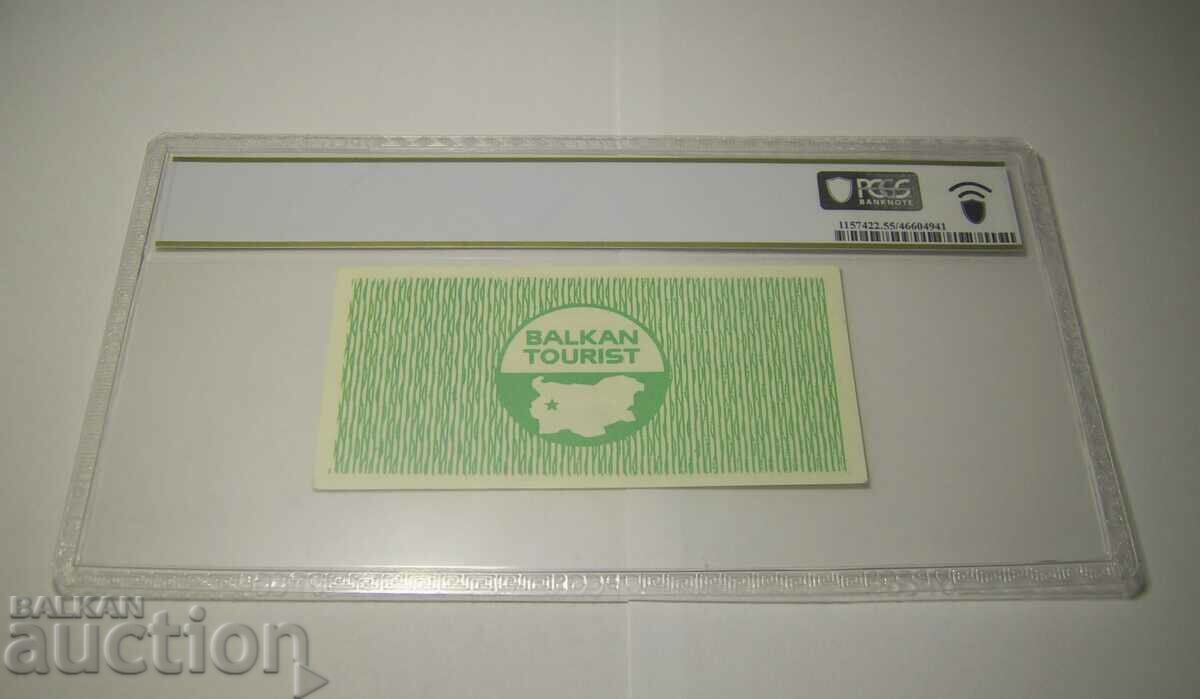 PCGS
BANKNOTE
1157422.55/46604941
BALKAN
TOURIST
BALKAN
auction